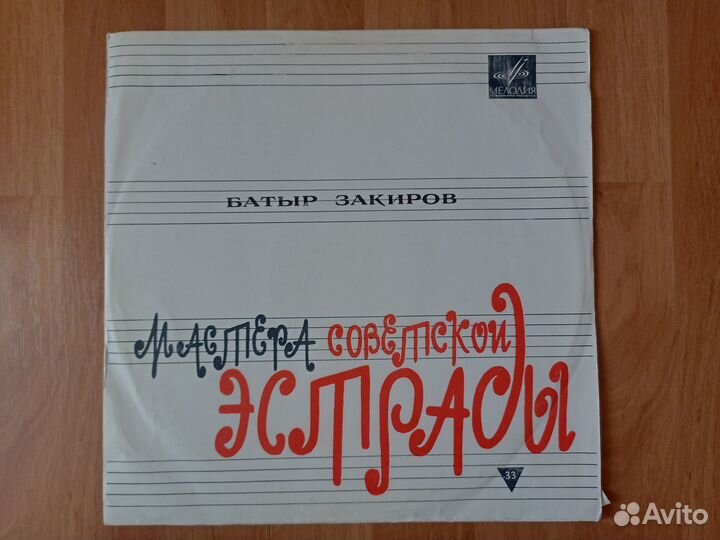 МЕЛОДИЯ
БАТЫР ЗАКИРОВ
МАСТЕРА СОВЕТСКОЙ
ЭСТРАДЫ
33
Avito